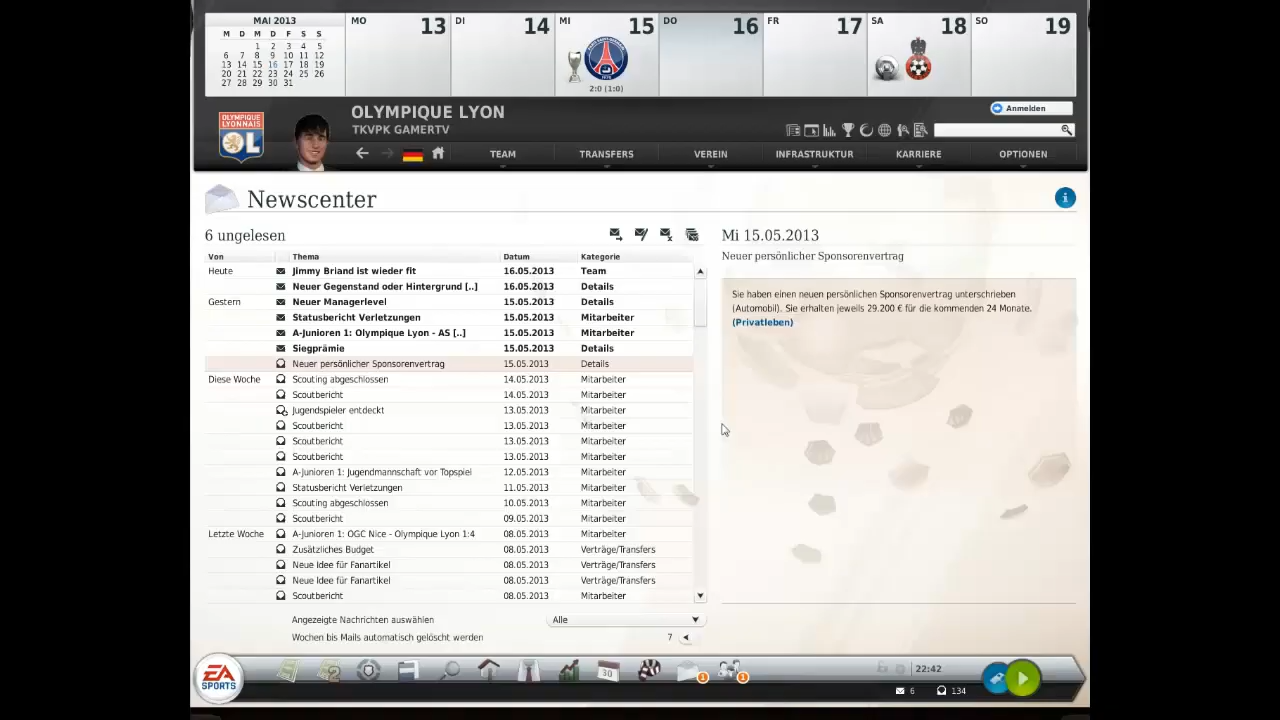 MAI 2013
M D M D F S S
1 2 3 4 5
6 7 8 9 10 11 12
13 14 15 16 17 18 19
20 21 22 23 24 25 26
27 28 29 30 31
MO 13
DI 14
MI 15
DO 16
FR 17
SA 18
SO 19
2:0 (1:0)
OLYMPIQUE LYON
TKVPK GAMERTV
Anmelden
OLYMPIQUE
LYONNAIS
OL
TEAM TRANSFERS VEREIN INFRASTRUKTUR KARRIERE OPTIONEN
Newscenter
i
6 ungelesen
Von Thema Datum Kategorie
Heute Jimmy Briand ist wieder fit 16.05.2013 Team
Neuer Gegenstand oder Hintergrund [..] 16.05.2013 Details
Gestern Neuer Managerlevel 15.05.2013 Details
Statusbericht Verletzungen 15.05.2013 Mitarbeiter
A-Junioren 1: Olympique Lyon - AS [..] 15.05.2013 Mitarbeiter
Siegprämie 15.05.2013 Details
Neuer persönlicher Sponsorenvertrag 15.05.2013 Details
Diese Woche Scouting abgeschlossen 14.05.2013 Mitarbeiter
Scoutbericht 14.05.2013 Mitarbeiter
Jugendspieler entdeckt 13.05.2013 Mitarbeiter
Scoutbericht 13.05.2013 Mitarbeiter
Scoutbericht 13.05.2013 Mitarbeiter
Scoutbericht 13.05.2013 Mitarbeiter
A-Junioren 1: Jugendmannschaft vor Topspiel 12.05.2013 Mitarbeiter
Statusbericht Verletzungen 11.05.2013 Mitarbeiter
Scouting abgeschlossen 10.05.2013 Mitarbeiter
Scoutbericht 09.05.2013 Mitarbeiter
Letzte Woche A-Junioren 1: OGC Nice - Olympique Lyon 1:4 08.05.2013 Mitarbeiter
Zusätzliches Budget 08.05.2013 Verträge/Transfers
Neue Idee für Fanartikel 08.05.2013 Verträge/Transfers
Neue Idee für Fanartikel 08.05.2013 Verträge/Transfers
Scoutbericht 08.05.2013 Mitarbeiter
Angezeigte Nachrichten auswählen Alle
Wochen bis Mails automatisch gelöscht werden 7
Mi 15.05.2013
Neuer persönlicher Sponsorenvertrag
Sie haben einen neuen persönlichen Sponsorenvertrag unterschrieben
(Automobil). Sie erhalten jeweils 29.200 € für die kommenden 24 Monate.
(Privatleben)
EA
SPORTS
30
1
1
22:42
6 134